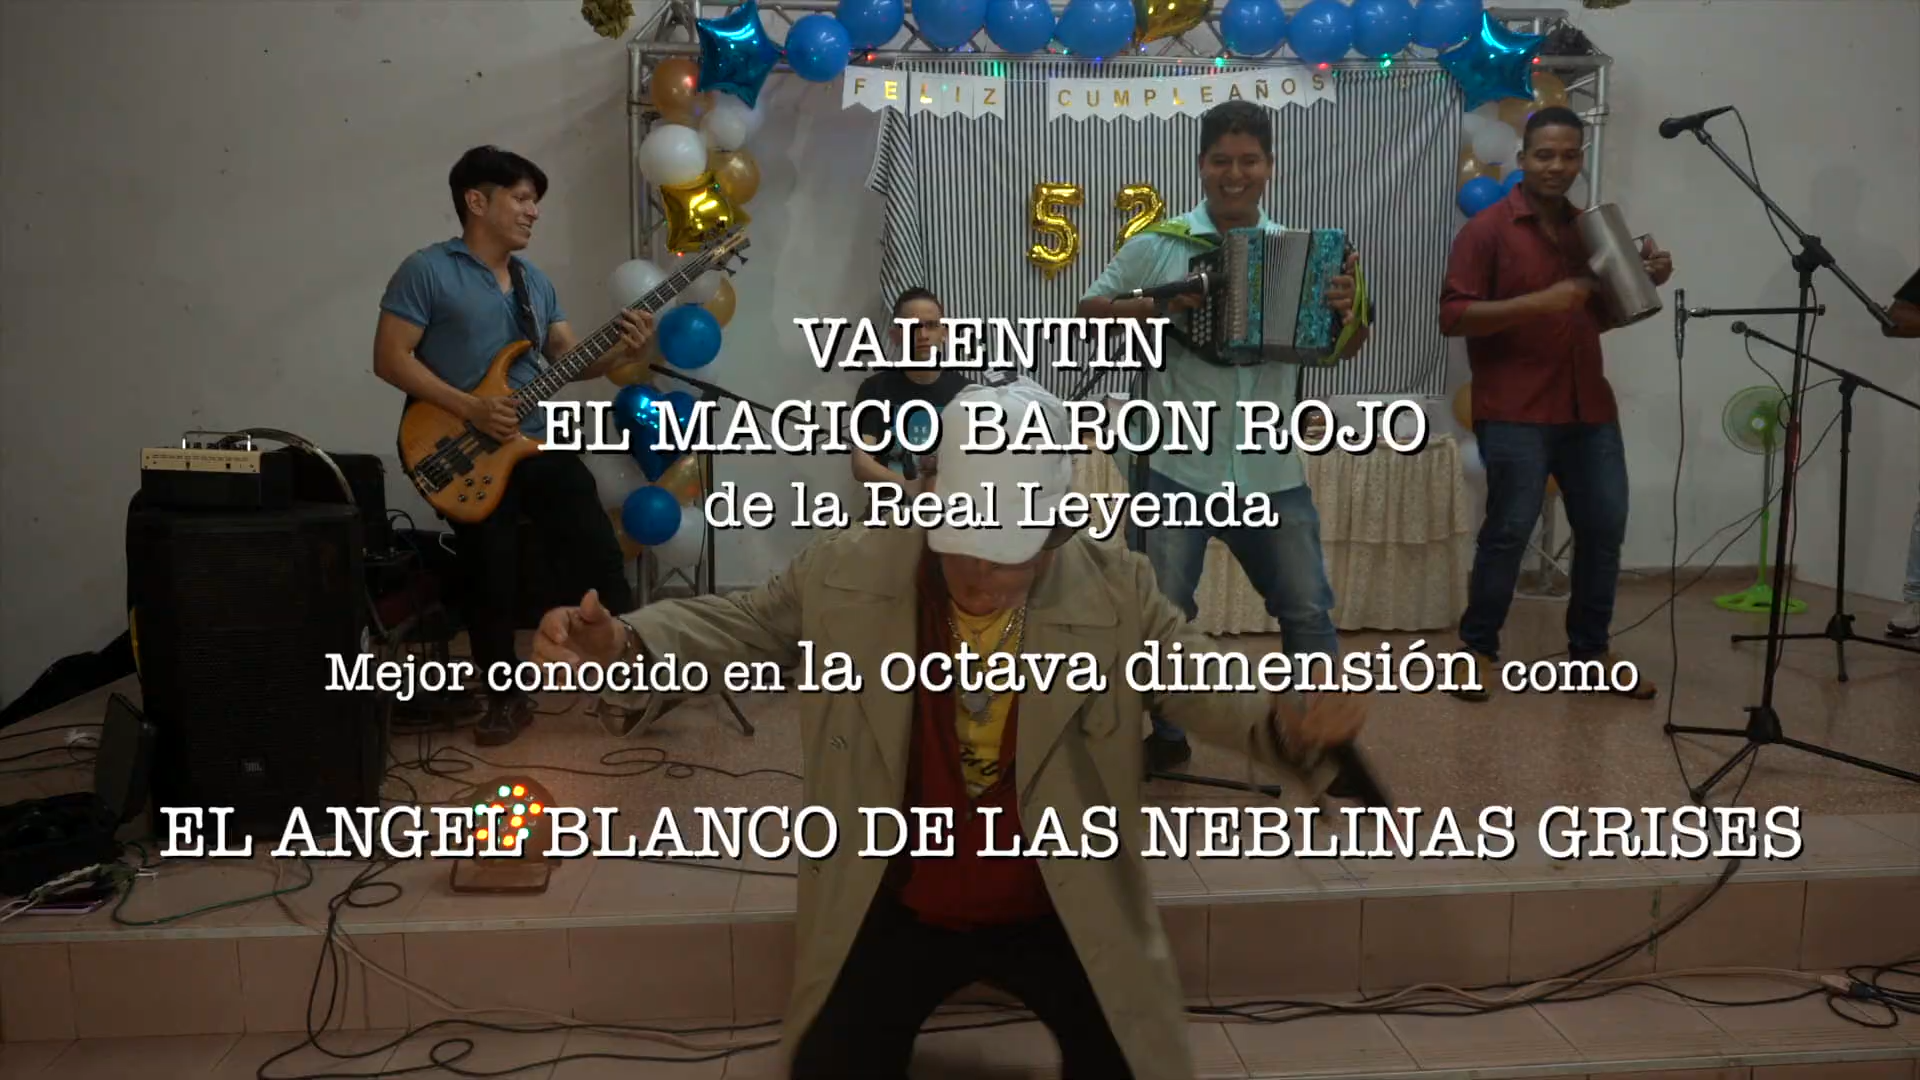 FELIZ CUMPLEAÑOS
52
VALENTIN
EL MAGICO BARON ROJO
de la Real Leyenda
Mejor conocido en la octava dimensión como
EL ANGEL BLANCO DE LAS NEBLINAS GRISES
JBL